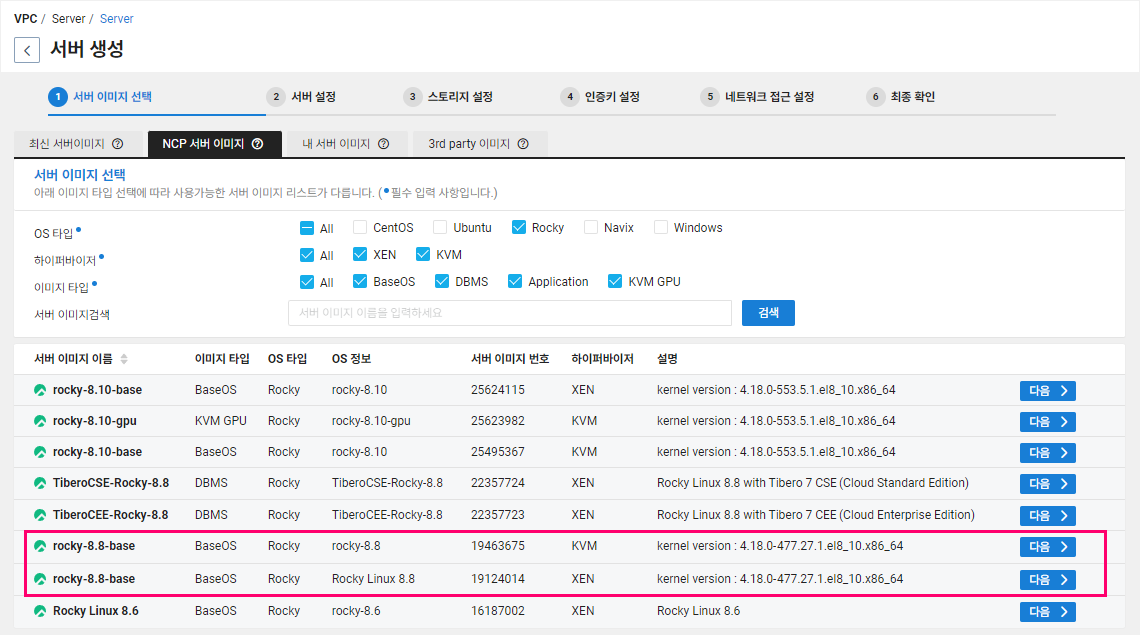 VPC / Server / Server
서버 생성
1 서버 이미지 선택 2 서버 설정 3 스토리지 설정 4 인증키 설정 5 네트워크 접근 설정 6 최종 확인
최신 서버이미지 NCP 서버 이미지 내 서버 이미지 3rd party 이미지
서버 이미지 선택
아래 이미지 타입 선택에 따라 사용가능한 서버 이미지 리스트가 다릅니다. (•필수 입력 사항입니다.)
OS 타입 All CentOS Ubuntu Rocky Navix Windows
하이퍼바이저 All XEN KVM
이미지 타입 All BaseOS DBMS Application KVM GPU
서버 이미지검색 서버 이미지 이름을 입력하세요 검색
서버 이미지 이름 이미지 타입 OS 타입 OS 정보 서버 이미지 번호 하이퍼바이저 설명
rocky-8.10-base BaseOS Rocky rocky-8.10 25624115 XEN kernel version : 4.18.0-553.5.1.el8_10.x86_64 다음
rocky-8.10-gpu KVM GPU Rocky rocky-8.10-gpu 25623982 KVM kernel version : 4.18.0-553.5.1.el8_10.x86_64 다음
rocky-8.10-base BaseOS Rocky rocky-8.10 25495367 KVM kernel version : 4.18.0-553.5.1.el8_10.x86_64 다음
TiberoCSE-Rocky-8.8 DBMS Rocky TiberoCSE-Rocky-8.8 22357724 XEN Rocky Linux 8.8 with Tibero 7 CSE (Cloud Standard Edition) 다음
TiberoCEE-Rocky-8.8 DBMS Rocky TiberoCEE-Rocky-8.8 22357723 XEN Rocky Linux 8.8 with Tibero 7 CEE (Cloud Enterprise Edition) 다음
rocky-8.8-base BaseOS Rocky rocky-8.8 19463675 KVM kernel version : 4.18.0-477.27.1.el8_10.x86_64 다음
rocky-8.8-base BaseOS Rocky Rocky Linux 8.8 19124014 XEN kernel version : 4.18.0-477.27.1.el8_10.x86_64 다음
Rocky Linux 8.6 BaseOS Rocky rocky-8.6 16187002 XEN Rocky Linux 8.6 다음